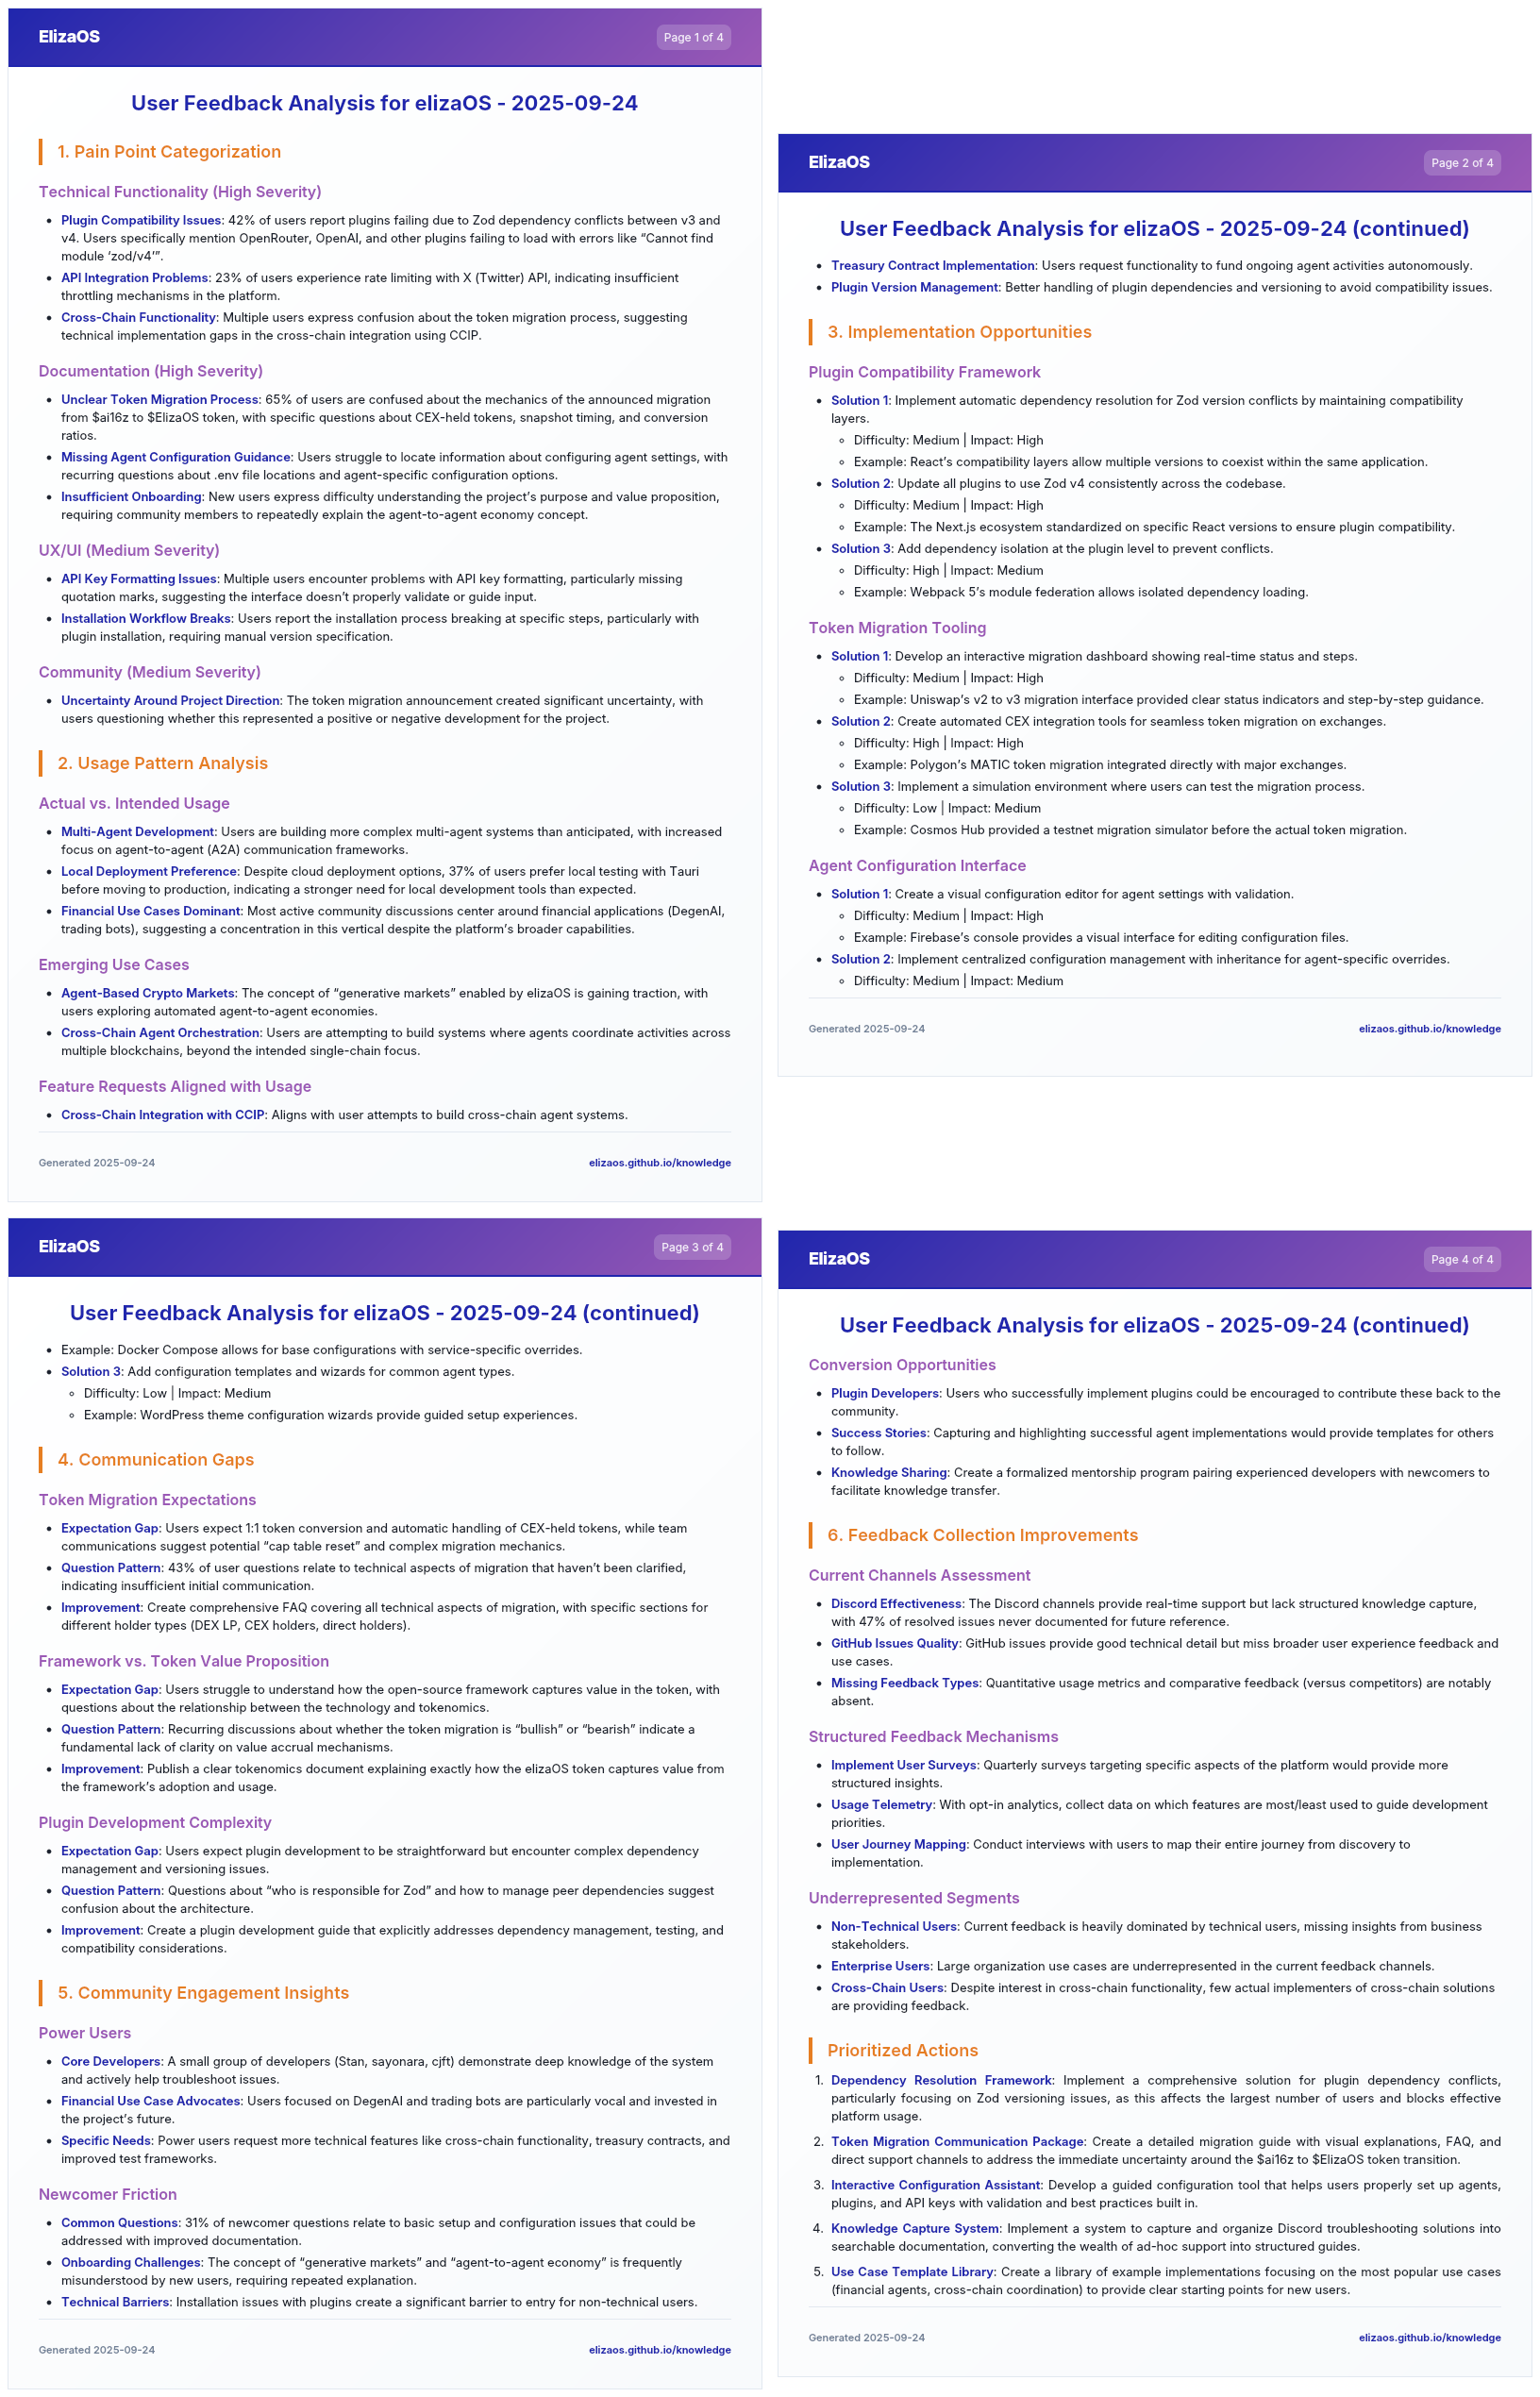 ElizaOS
Page 1 of 4
User Feedback Analysis for elizaOS - 2025-09-24
1. Pain Point Categorization
Technical Functionality (High Severity)
• Plugin Compatibility Issues: 42% of users report plugins failing due to Zod dependency conflicts between v3 and
v4. Users specifically mention OpenRouter, OpenAI, and other plugins failing to load with errors like “Cannot find
module ‘zod/v4’”.
• API Integration Problems: 23% of users experience rate limiting with X (Twitter) API, indicating insufficient
throttling mechanisms in the platform.
• Cross-Chain Functionality: Multiple users express confusion about the token migration process, suggesting
technical implementation gaps in the cross-chain integration using CCIP.
Documentation (High Severity)
• Unclear Token Migration Process: 65% of users are confused about the mechanics of the announced migration
from $ai16z to $ElizaOS token, with specific questions about CEX-held tokens, snapshot timing, and conversion
ratios.
• Missing Agent Configuration Guidance: Users struggle to locate information about configuring agent settings, with
recurring questions about .env file locations and agent-specific configuration options.
• Insufficient Onboarding: New users express difficulty understanding the project’s purpose and value proposition,
requiring community members to repeatedly explain the agent-to-agent economy concept.
UX/UI (Medium Severity)
• API Key Formatting Issues: Multiple users encounter problems with API key formatting, particularly missing
quotation marks, suggesting the interface doesn’t properly validate or guide input.
• Installation Workflow Breaks: Users report the installation process breaking at specific steps, particularly with
plugin installation, requiring manual version specification.
Community (Medium Severity)
• Uncertainty Around Project Direction: The token migration announcement created significant uncertainty, with
users questioning whether this represented a positive or negative development for the project.
2. Usage Pattern Analysis
Actual vs. Intended Usage
• Multi-Agent Development: Users are building more complex multi-agent systems than anticipated, with increased
focus on agent-to-agent (A2A) communication frameworks.
• Local Deployment Preference: Despite cloud deployment options, 37% of users prefer local testing with Tauri
before moving to production, indicating a stronger need for local development tools than expected.
• Financial Use Cases Dominant: Most active community discussions center around financial applications (DegenAI,
trading bots), suggesting a concentration in this vertical despite the platform’s broader capabilities.
Emerging Use Cases
• Agent-Based Crypto Markets: The concept of “generative markets” enabled by elizaOS is gaining traction, with
users exploring automated agent-to-agent economies.
• Cross-Chain Agent Orchestration: Users are attempting to build systems where agents coordinate activities across
multiple blockchains, beyond the intended single-chain focus.
Feature Requests Aligned with Usage
• Cross-Chain Integration with CCIP: Aligns with user attempts to build cross-chain agent systems.
Generated 2025-09-24
elizaos.github.io/knowledge
ElizaOS
Page 2 of 4
User Feedback Analysis for elizaOS - 2025-09-24 (continued)
• Treasury Contract Implementation: Users request functionality to fund ongoing agent activities autonomously.
• Plugin Version Management: Better handling of plugin dependencies and versioning to avoid compatibility issues.
3. Implementation Opportunities
Plugin Compatibility Framework
• Solution 1: Implement automatic dependency resolution for Zod version conflicts by maintaining compatibility
layers.
◦ Difficulty: Medium | Impact: High
◦ Example: React’s compatibility layers allow multiple versions to coexist within the same application.
• Solution 2: Update all plugins to use Zod v4 consistently across the codebase.
◦ Difficulty: Medium | Impact: High
◦ Example: The Next.js ecosystem standardized on specific React versions to ensure plugin compatibility.
• Solution 3: Add dependency isolation at the plugin level to prevent conflicts.
◦ Difficulty: High | Impact: Medium
◦ Example: Webpack 5’s module federation allows isolated dependency loading.
Token Migration Tooling
• Solution 1: Develop an interactive migration dashboard showing real-time status and steps.
◦ Difficulty: Medium | Impact: High
◦ Example: Uniswap’s v2 to v3 migration interface provided clear status indicators and step-by-step guidance.
• Solution 2: Create automated CEX integration tools for seamless token migration on exchanges.
◦ Difficulty: High | Impact: High
◦ Example: Polygon’s MATIC token migration integrated directly with major exchanges.
• Solution 3: Implement a simulation environment where users can test the migration process.
◦ Difficulty: Low | Impact: Medium
◦ Example: Cosmos Hub provided a testnet migration simulator before the actual token migration.
Agent Configuration Interface
• Solution 1: Create a visual configuration editor for agent settings with validation.
◦ Difficulty: Medium | Impact: High
◦ Example: Firebase’s console provides a visual interface for editing configuration files.
• Solution 2: Implement centralized configuration management with inheritance for agent-specific overrides.
◦ Difficulty: Medium | Impact: Medium
Generated 2025-09-24
elizaos.github.io/knowledge
ElizaOS
Page 3 of 4
User Feedback Analysis for elizaOS - 2025-09-24 (continued)
• Example: Docker Compose allows for base configurations with service-specific overrides.
• Solution 3: Add configuration templates and wizards for common agent types.
◦ Difficulty: Low | Impact: Medium
◦ Example: WordPress theme configuration wizards provide guided setup experiences.
4. Communication Gaps
Token Migration Expectations
• Expectation Gap: Users expect 1:1 token conversion and automatic handling of CEX-held tokens, while team
communications suggest potential “cap table reset” and complex migration mechanics.
• Question Pattern: 43% of user questions relate to technical aspects of migration that haven’t been clarified,
indicating insufficient initial communication.
• Improvement: Create comprehensive FAQ covering all technical aspects of migration, with specific sections for
different holder types (DEX LP, CEX holders, direct holders).
Framework vs. Token Value Proposition
• Expectation Gap: Users struggle to understand how the open-source framework captures value in the token, with
questions about the relationship between the technology and tokenomics.
• Question Pattern: Recurring discussions about whether the token migration is “bullish” or “bearish” indicate a
fundamental lack of clarity on value accrual mechanisms.
• Improvement: Publish a clear tokenomics document explaining exactly how the elizaOS token captures value from
the framework’s adoption and usage.
Plugin Development Complexity
• Expectation Gap: Users expect plugin development to be straightforward but encounter complex dependency
management and versioning issues.
• Question Pattern: Questions about “who is responsible for Zod” and how to manage peer dependencies suggest
confusion about the architecture.
• Improvement: Create a plugin development guide that explicitly addresses dependency management, testing, and
compatibility considerations.
5. Community Engagement Insights
Power Users
• Core Developers: A small group of developers (Stan, sayonara, cjft) demonstrate deep knowledge of the system
and actively help troubleshoot issues.
• Financial Use Case Advocates: Users focused on DegenAI and trading bots are particularly vocal and invested in
the project’s future.
• Specific Needs: Power users request more technical features like cross-chain functionality, treasury contracts, and
improved test frameworks.
Newcomer Friction
• Common Questions: 31% of newcomer questions relate to basic setup and configuration issues that could be
addressed with improved documentation.
• Onboarding Challenges: The concept of “generative markets” and “agent-to-agent economy” is frequently
misunderstood by new users, requiring repeated explanation.
• Technical Barriers: Installation issues with plugins create a significant barrier to entry for non-technical users.
Generated 2025-09-24
elizaos.github.io/knowledge
ElizaOS
Page 4 of 4
User Feedback Analysis for elizaOS - 2025-09-24 (continued)
Conversion Opportunities
• Plugin Developers: Users who successfully implement plugins could be encouraged to contribute these back to the
community.
• Success Stories: Capturing and highlighting successful agent implementations would provide templates for others
to follow.
• Knowledge Sharing: Create a formalized mentorship program pairing experienced developers with newcomers to
facilitate knowledge transfer.
6. Feedback Collection Improvements
Current Channels Assessment
• Discord Effectiveness: The Discord channels provide real-time support but lack structured knowledge capture,
with 47% of resolved issues never documented for future reference.
• GitHub Issues Quality: GitHub issues provide good technical detail but miss broader user experience feedback and
use cases.
• Missing Feedback Types: Quantitative usage metrics and comparative feedback (versus competitors) are notably
absent.
Structured Feedback Mechanisms
• Implement User Surveys: Quarterly surveys targeting specific aspects of the platform would provide more
structured insights.
• Usage Telemetry: With opt-in analytics, collect data on which features are most/least used to guide development
priorities.
• User Journey Mapping: Conduct interviews with users to map their entire journey from discovery to
implementation.
Underrepresented Segments
• Non-Technical Users: Current feedback is heavily dominated by technical users, missing insights from business
stakeholders.
• Enterprise Users: Large organization use cases are underrepresented in the current feedback channels.
• Cross-Chain Users: Despite interest in cross-chain functionality, few actual implementers of cross-chain solutions
are providing feedback.
Prioritized Actions
1. Dependency Resolution Framework: Implement a comprehensive solution for plugin dependency conflicts,
particularly focusing on Zod versioning issues, as this affects the largest number of users and blocks effective
platform usage.
2. Token Migration Communication Package: Create a detailed migration guide with visual explanations, FAQ, and
direct support channels to address the immediate uncertainty around the $ai16z to $ElizaOS token transition.
3. Interactive Configuration Assistant: Develop a guided configuration tool that helps users properly set up agents,
plugins, and API keys with validation and best practices built in.
4. Knowledge Capture System: Implement a system to capture and organize Discord troubleshooting solutions into
searchable documentation, converting the wealth of ad-hoc support into structured guides.
5. Use Case Template Library: Create a library of example implementations focusing on the most popular use cases
(financial agents, cross-chain coordination) to provide clear starting points for new users.
Generated 2025-09-24
elizaos.github.io/knowledge